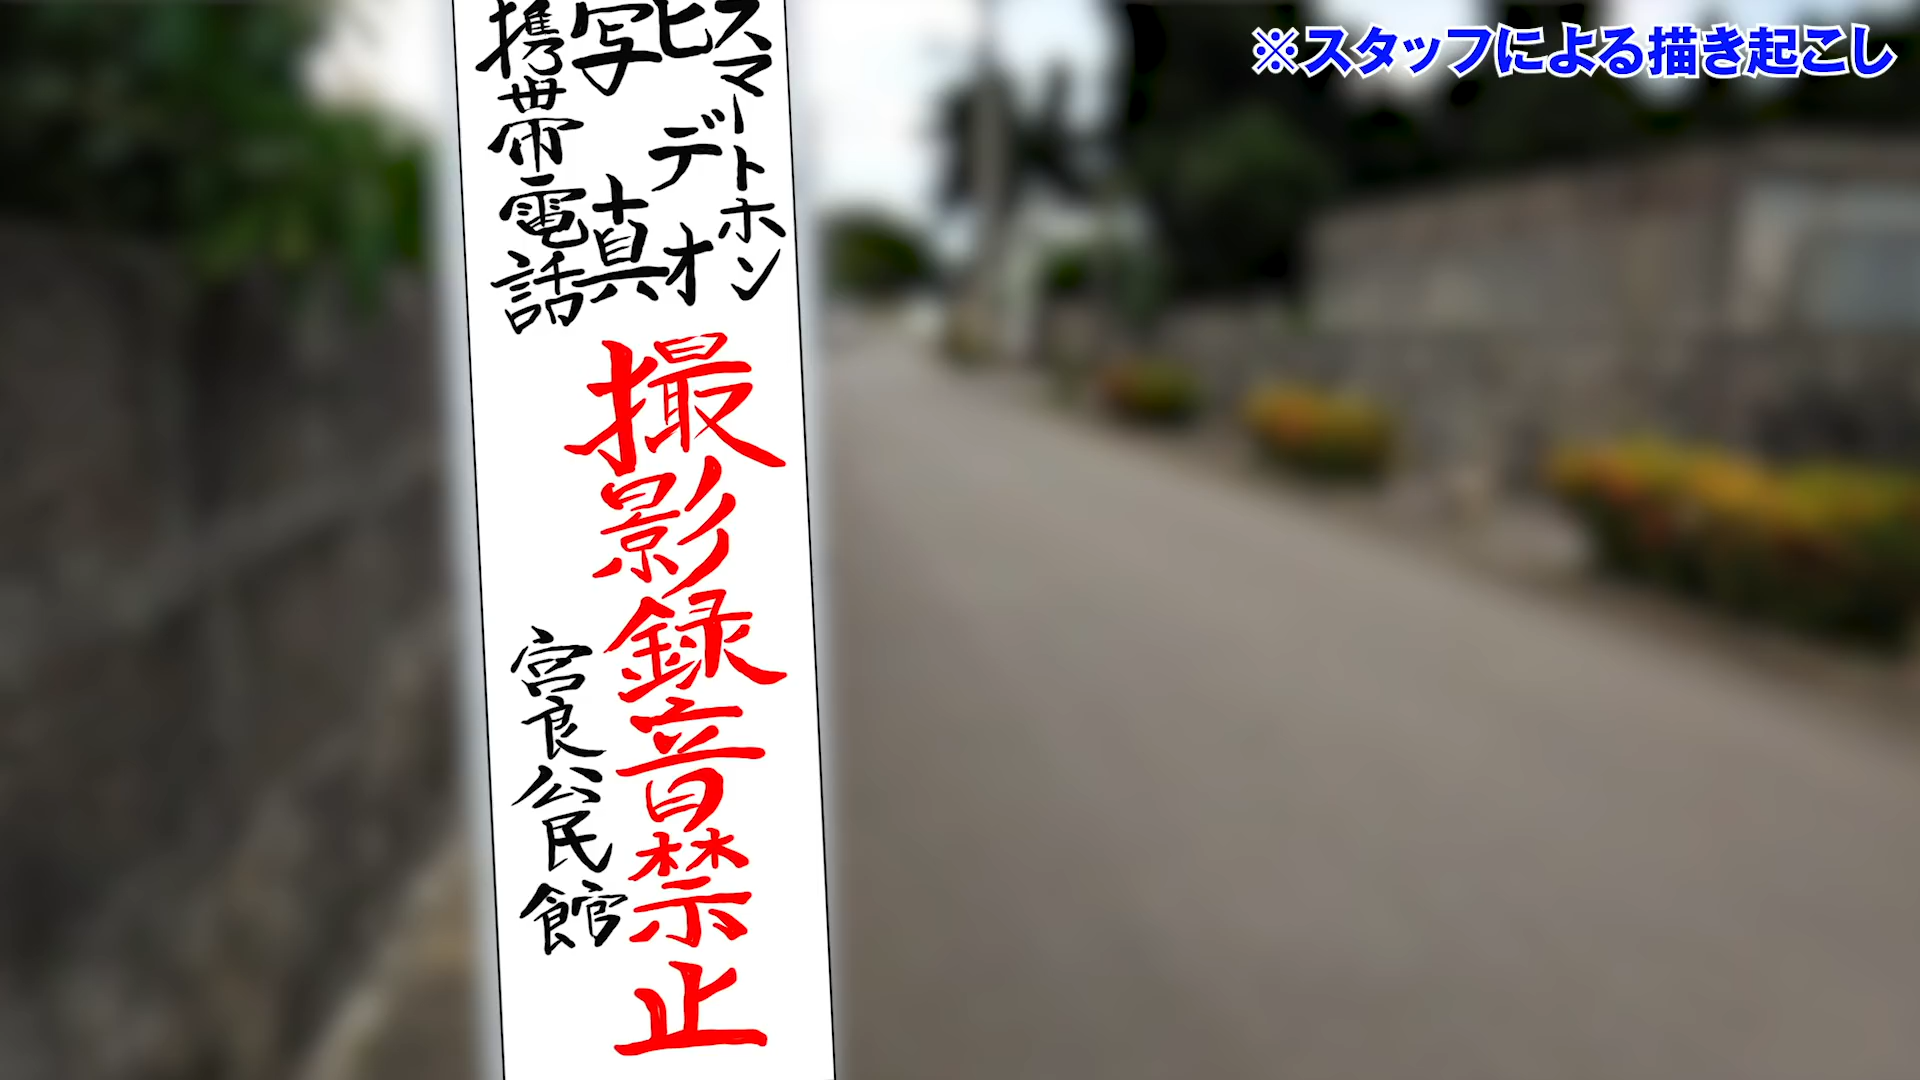 ※スタッフによる描き起こし
スマートホン
ビデオ
写真
携帯電話
撮影録音禁止
宮良公民館